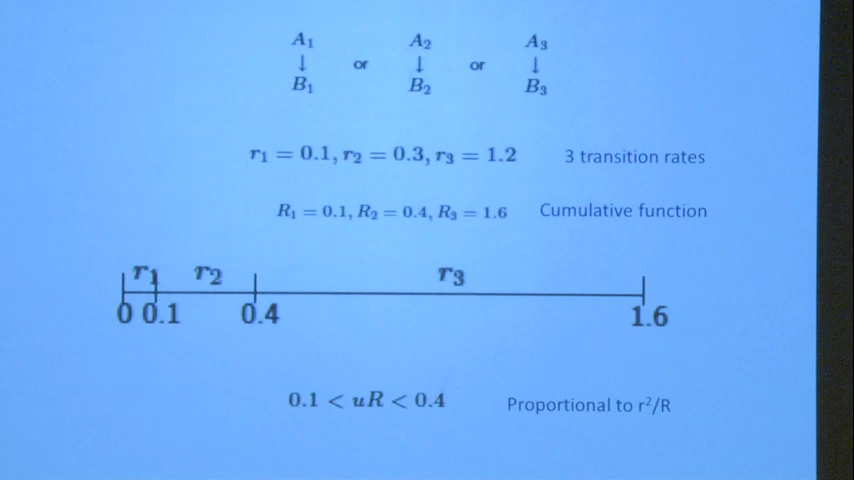 A₁ A₂ A₃
↓ or ↓ or ↓
B₁ B₂ B₃
r₁ = 0.1, r₂ = 0.3, r₃ = 1.2 3 transition rates
R₁ = 0.1, R₂ = 0.4, R₃ = 1.6 Cumulative function
r₁ r₂ r₃
0 0.1 0.4 1.6
0.1 < uR < 0.4 Proportional to r²/R